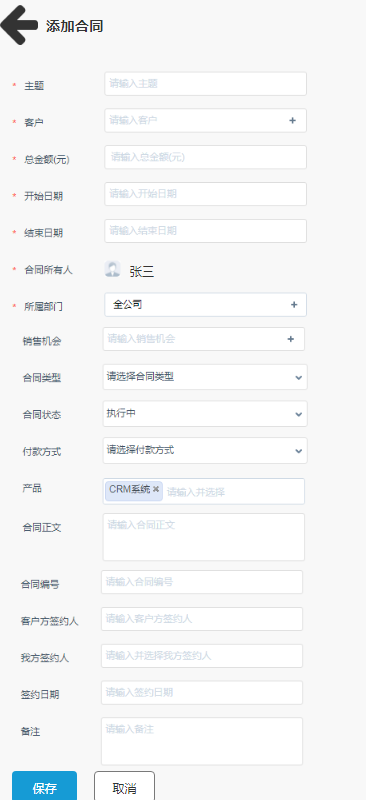 添加合同
* 主题 请输入主题
* 客户 请输入客户 +
* 总金额(元) 请输入总金额(元)
* 开始日期 请输入开始日期
* 结束日期 请输入结束日期
* 合同所有人 张三
* 所属部门 全公司 +
销售机会 请输入销售机会 +
合同类型 请选择合同类型
合同状态 执行中
付款方式 请选择付款方式
产品 CRM系统 × 请输入并选择
合同正文 请输入合同正文
合同编号 请输入合同编号
客户方签约人 请输入客户方签约人
我方签约人 请输入并选择我方签约人
签约日期 请输入签约日期
备注 请输入备注
保存 取消